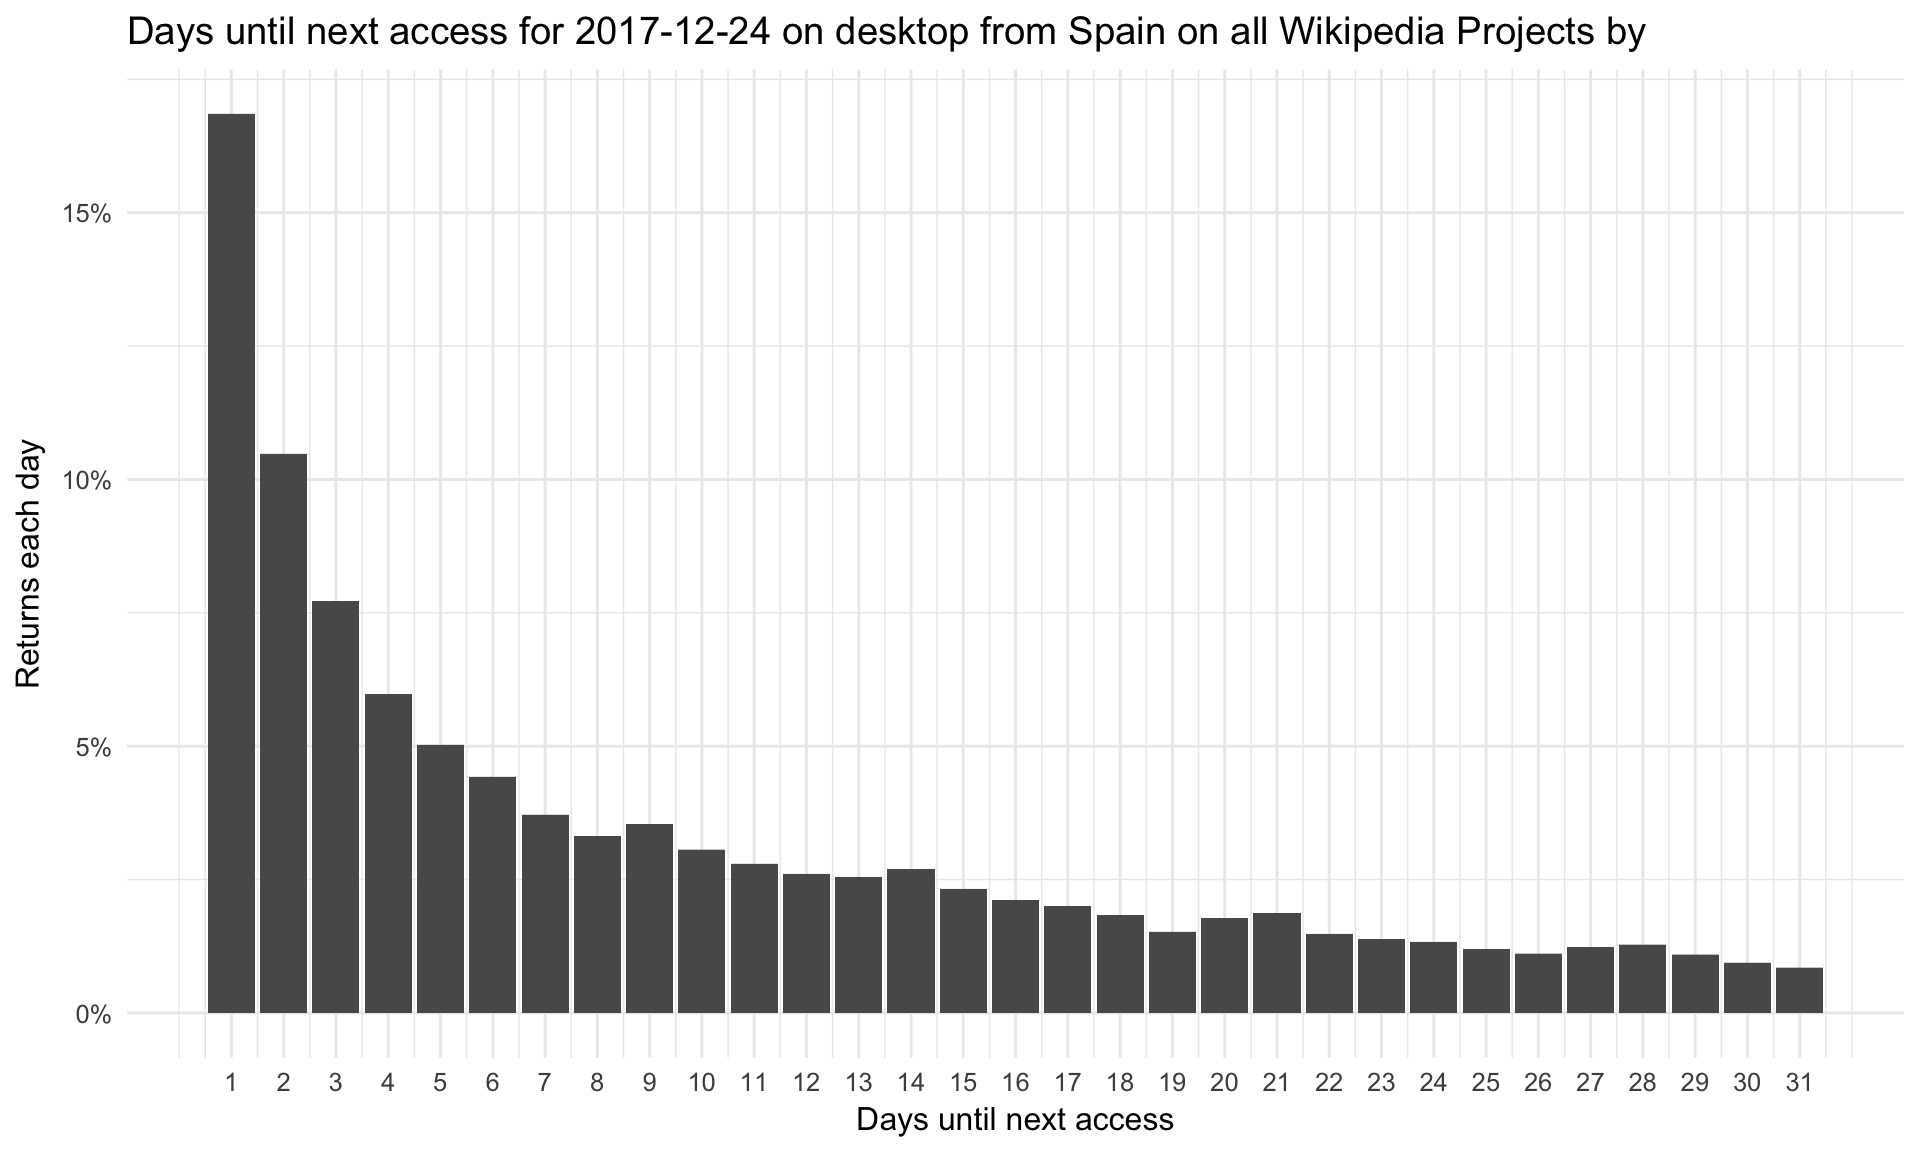 Days until next access for 2017-12-24 on desktop from Spain on all Wikipedia Projects by
Returns each day
15%
10%
5%
0%
1 2 3 4 5 6 7 8 9 10 11 12 13 14 15 16 17 18 19 20 21 22 23 24 25 26 27 28 29 30 31
Days until next access